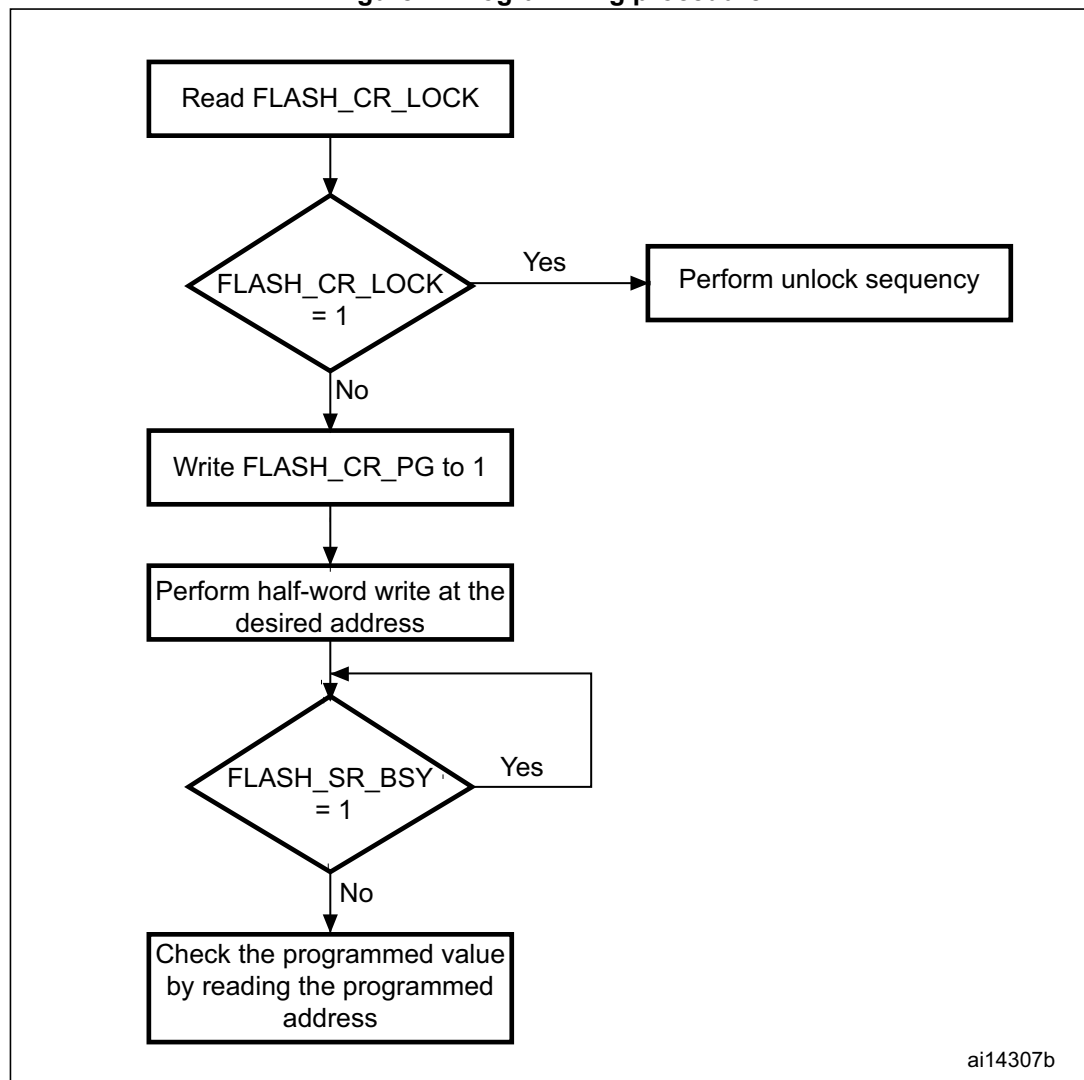 Read FLASH_CR_LOCK
FLASH_CR_LOCK
= 1
Yes
Perform unlock sequency
No
Write FLASH_CR_PG to 1
Perform half-word write at the
desired address
FLASH_SR_BSY
= 1
Yes
No
Check the programmed value
by reading the programmed
address
ai14307b